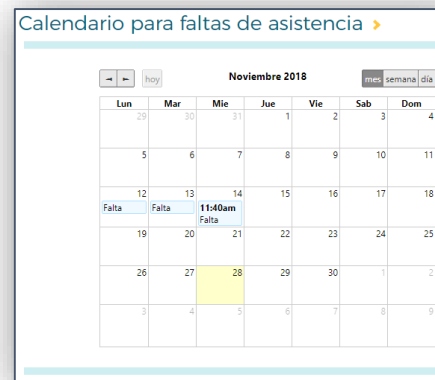 Calendario para faltas de asistencia >
◄ ► hoy Noviembre 2018 mes semana día
Lun Mar Mie Jue Vie Sab Dom
29 30 31 1 2 3 4
5 6 7 8 9 10 11
12 13 14 15 16 17 18
Falta Falta 11:40am
Falta
19 20 21 22 23 24 25
26 27 28 29 30 1 2
3 4 5 6 7 8 9